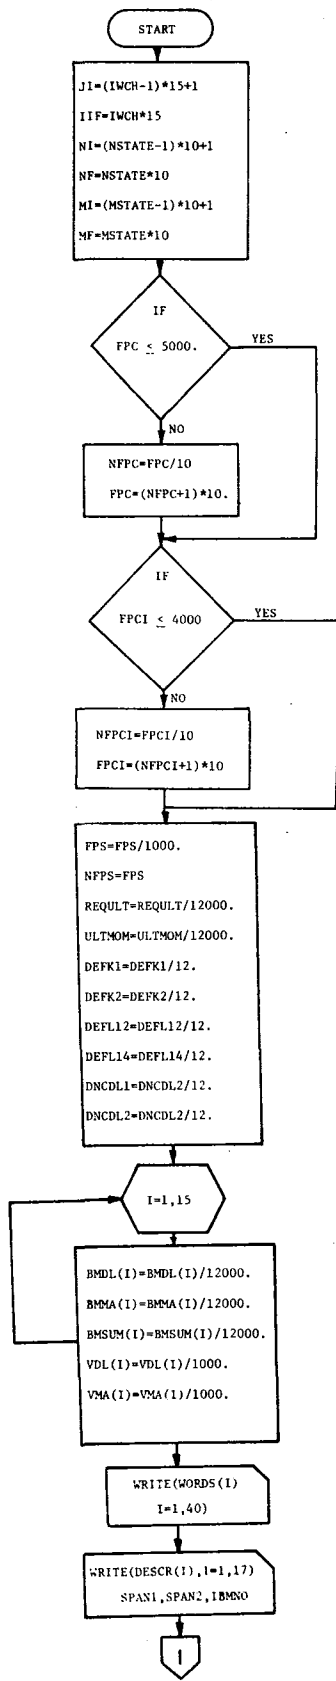 START
JI=(IWCH-1)*15+1
IIF=IWCH*15
NI=(NSTATE-1)*10+1
NF=NSTATE*10
MI=(MSTATE-1)*10+1
MF=MSTATE*10
IF
FPC ≤ 5000.
YES
NO
NFPC=FPC/10
FPC=(NFPC+1)*10.
IF
FPCI ≤ 4000
YES
NO
NFPCI=FPCI/10
FPCI=(NFPCI+1)*10
FPS=FPS/1000.
NFPS=FPS
REQULT=REQULT/12000.
ULTMOM=ULTMOM/12000.
DEFK1=DEFK1/12.
DEFK2=DEFK2/12.
DEFL12=DEFL12/12.
DEFL14=DEFL14/12.
DNCDL1=DNCDL2/12.
DNCDL2=DNCDL2/12.
I=1,15
BMDL(I)=BMDL(I)/12000.
BMMA(I)=BMMA(I)/12000.
BMSUM(I)=BMSUM(I)/12000.
VDL(I)=VDL(I)/1000.
VMA(I)=VMA(I)/1000.
WRITE(WORDS(I)
I=1,40)
WRITE(DESCR(I),I=1,17)
SPAN1,SPAN2,IBMNO
1